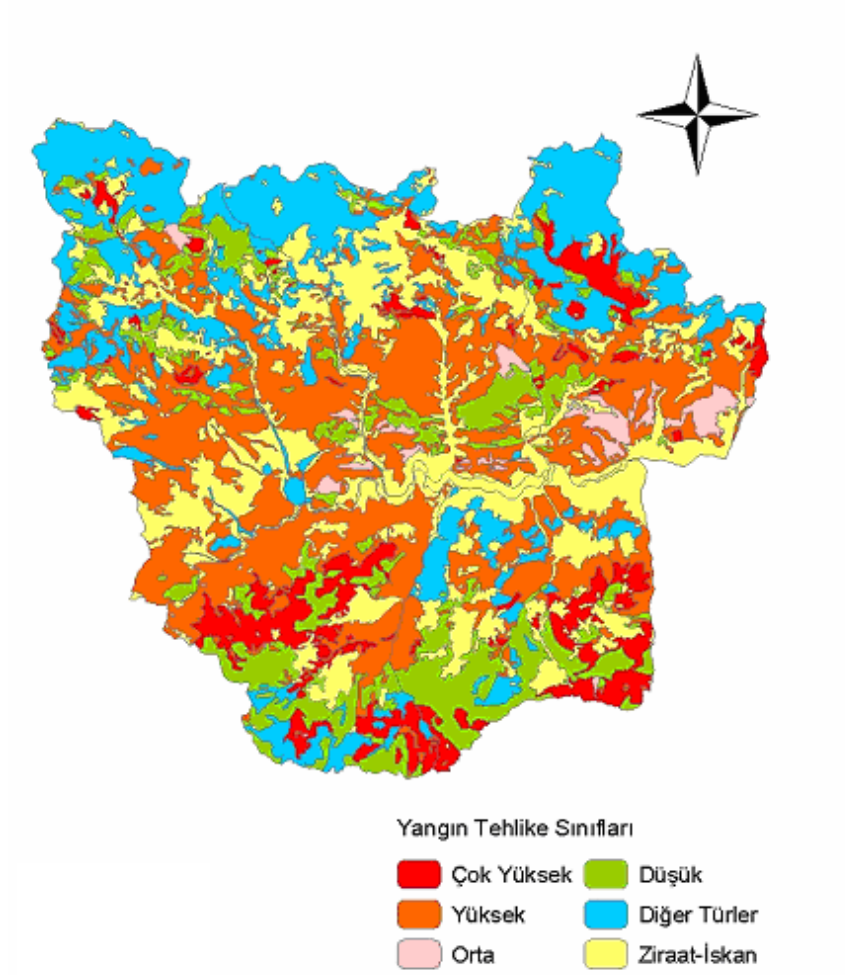 Yangın Tehlike Sınıfları
Çok Yüksek
Düşük
Yüksek
Diğer Türler
Orta
Ziraat-İskan